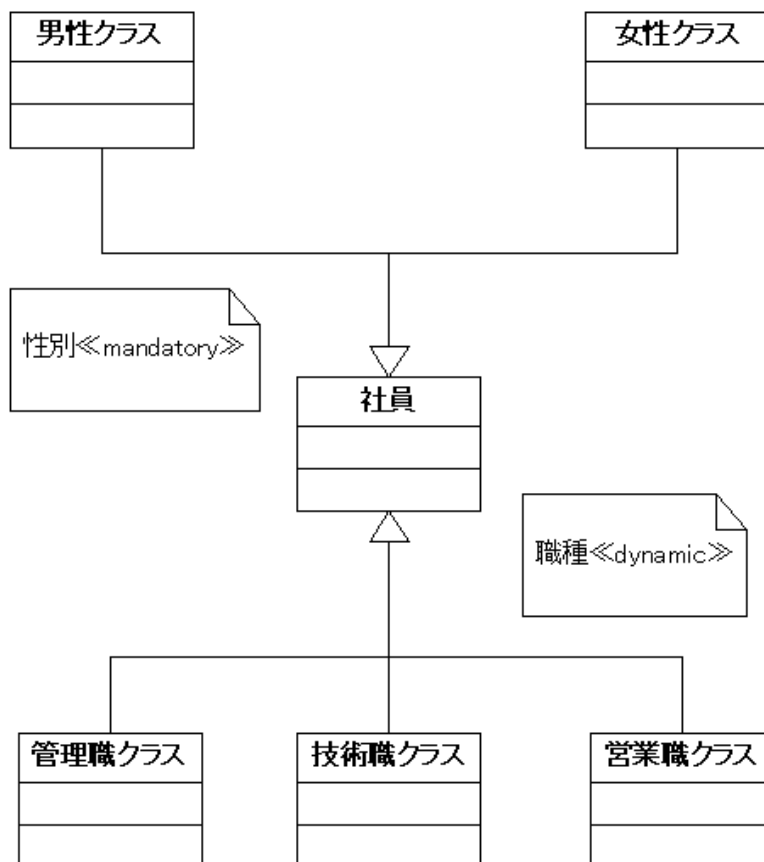 男性クラス
女性クラス
性別≪mandatory≫
社員
職種≪dynamic≫
管理職クラス
技術職クラス
営業職クラス